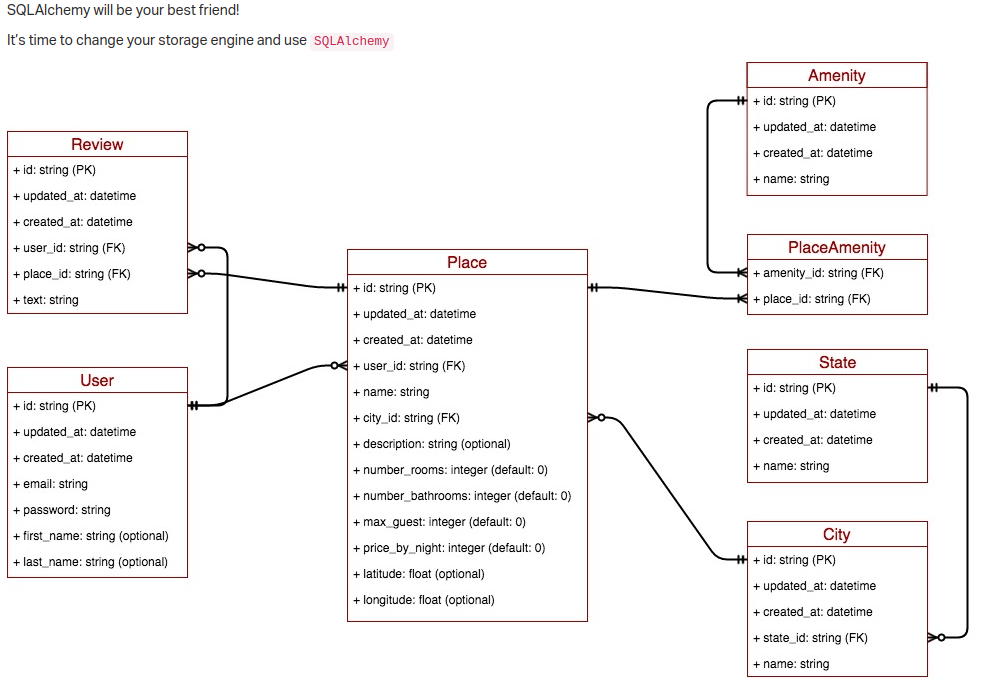 SQLAlchemy will be your best friend!
It's time to change your storage engine and use SQLAlchemy
Review
+ id: string (PK)
+ updated_at: datetime
+ created_at: datetime
+ user_id: string (FK)
+ place_id: string (FK)
+ text: string
User
+ id: string (PK)
+ updated_at: datetime
+ created_at: datetime
+ email: string
+ password: string
+ first_name: string (optional)
+ last_name: string (optional)
Place
+ id: string (PK)
+ updated_at: datetime
+ created_at: datetime
+ user_id: string (FK)
+ name: string
+ city_id: string (FK)
+ description: string (optional)
+ number_rooms: integer (default: 0)
+ number_bathrooms: integer (default: 0)
+ max_guest: integer (default: 0)
+ price_by_night: integer (default: 0)
+ latitude: float (optional)
+ longitude: float (optional)
Amenity
+ id: string (PK)
+ updated_at: datetime
+ created_at: datetime
+ name: string
PlaceAmenity
+ amenity_id: string (FK)
+ place_id: string (FK)
State
+ id: string (PK)
+ updated_at: datetime
+ created_at: datetime
+ name: string
City
+ id: string (PK)
+ updated_at: datetime
+ created_at: datetime
+ state_id: string (FK)
+ name: string